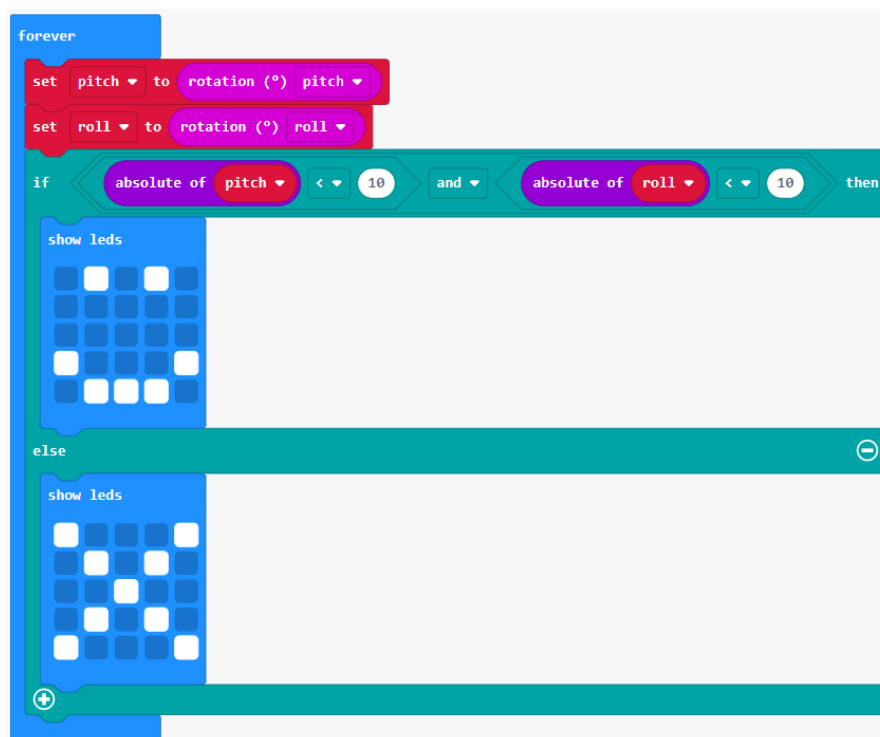 forever
set pitch to rotation (º) pitch
set roll to rotation (º) roll
if absolute of pitch < 10 and absolute of roll < 10 then
show leds
else
show leds